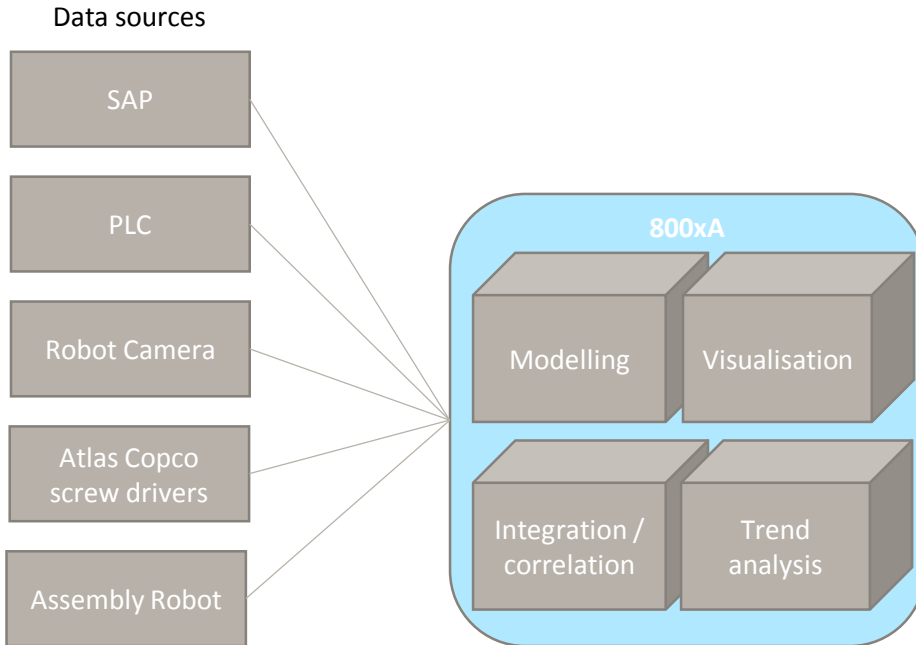 Data sources
SAP
PLC
Robot Camera
Atlas Copco
screw drivers
Assembly Robot
800xA
Modelling
Visualisation
Integration /
correlation
Trend
analysis